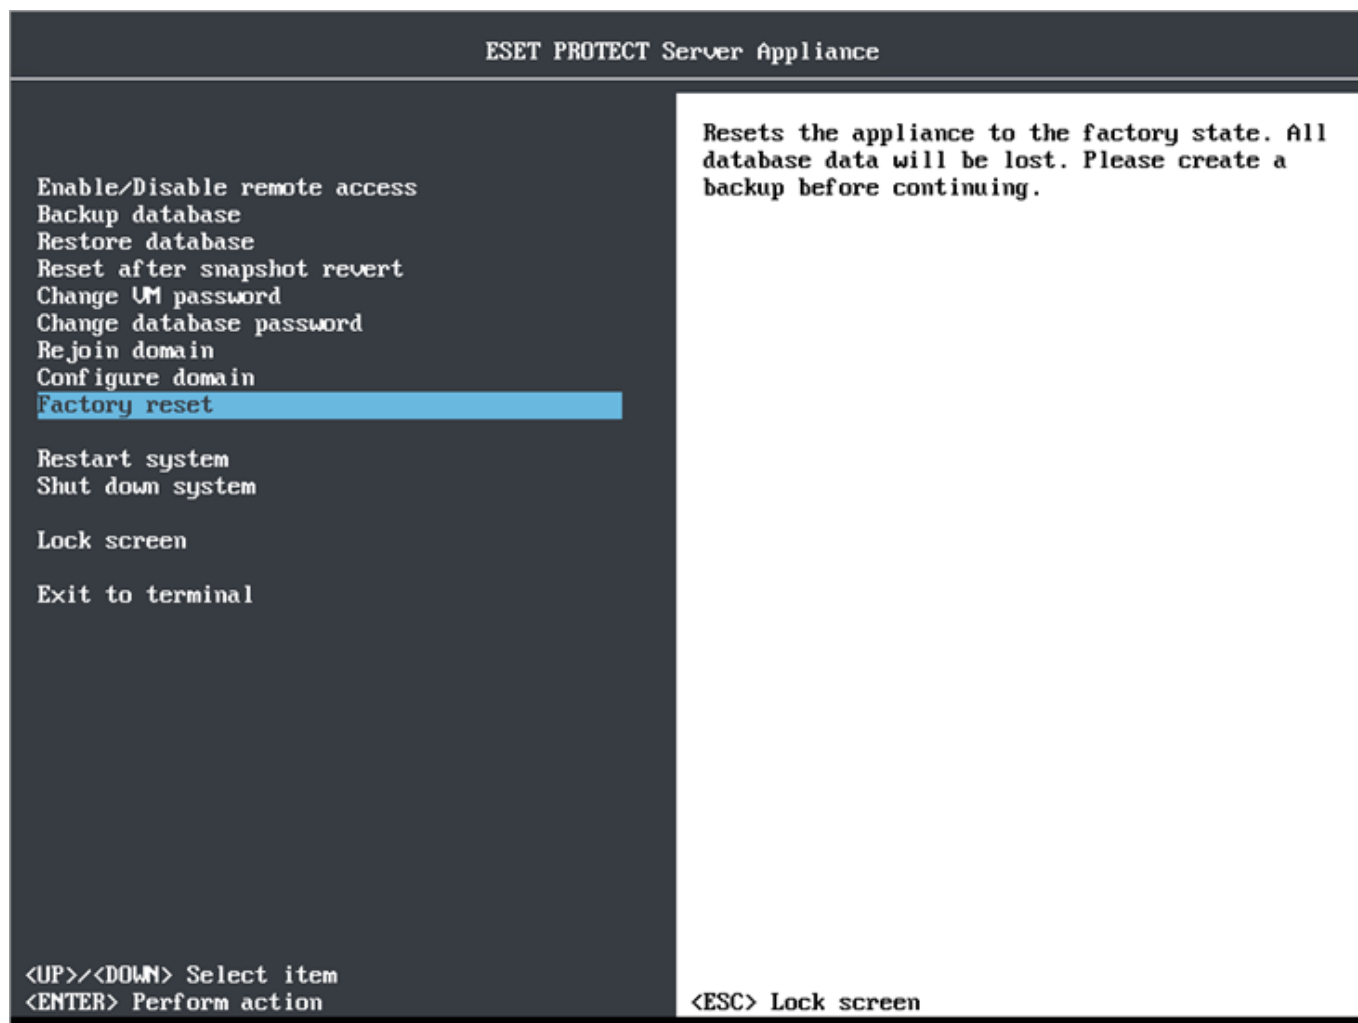 ESET PROTECT Server Appliance
Enable/Disable remote access
Backup database
Restore database
Reset after snapshot revert
Change VM password
Change database password
Rejoin domain
Configure domain
Factory reset
Restart system
Shut down system
Lock screen
Exit to terminal
<UP>/<DOWN> Select item
<ENTER> Perform action
Resets the appliance to the factory state. All
database data will be lost. Please create a
backup before continuing.
<ESC> Lock screen